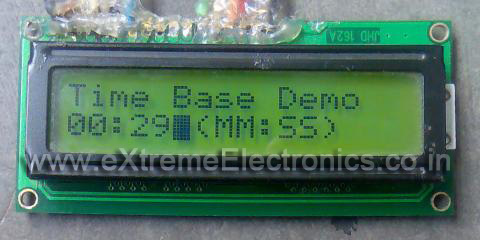 JHD 162A
Time Base Demo
00:29█(MM:SS)
www.eXtremeElectronics.co.in